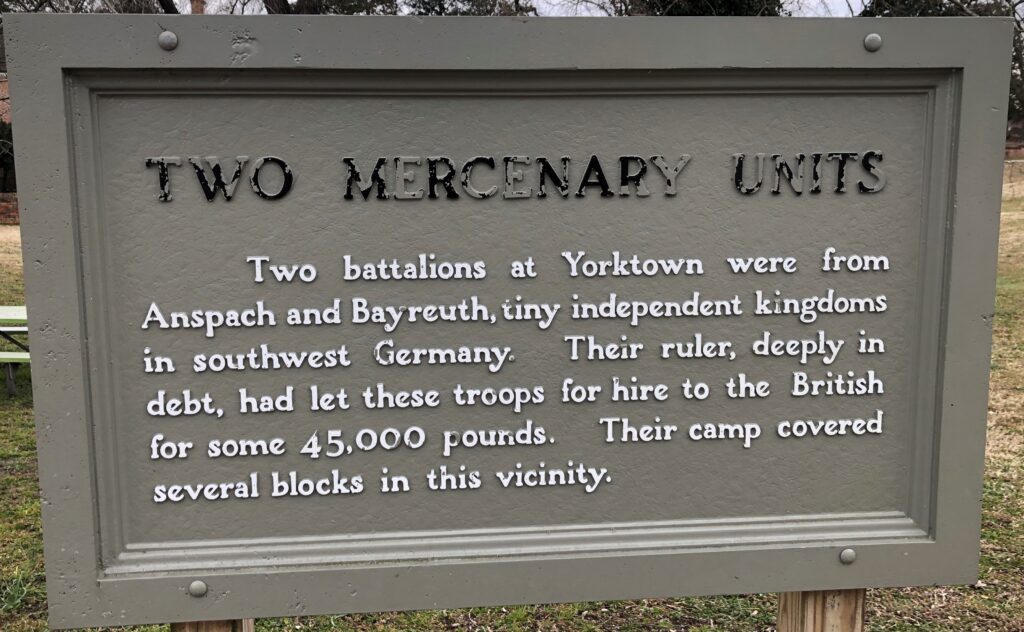 TWO MERCENARY UNITS
Two battalions at Yorktown were from
Anspach and Bayreuth, tiny independent kingdoms
in southwest Germany. Their ruler, deeply in
debt, had let these troops for hire to the British
for some 45,000 pounds. Their camp covered
several blocks in this vicinity.